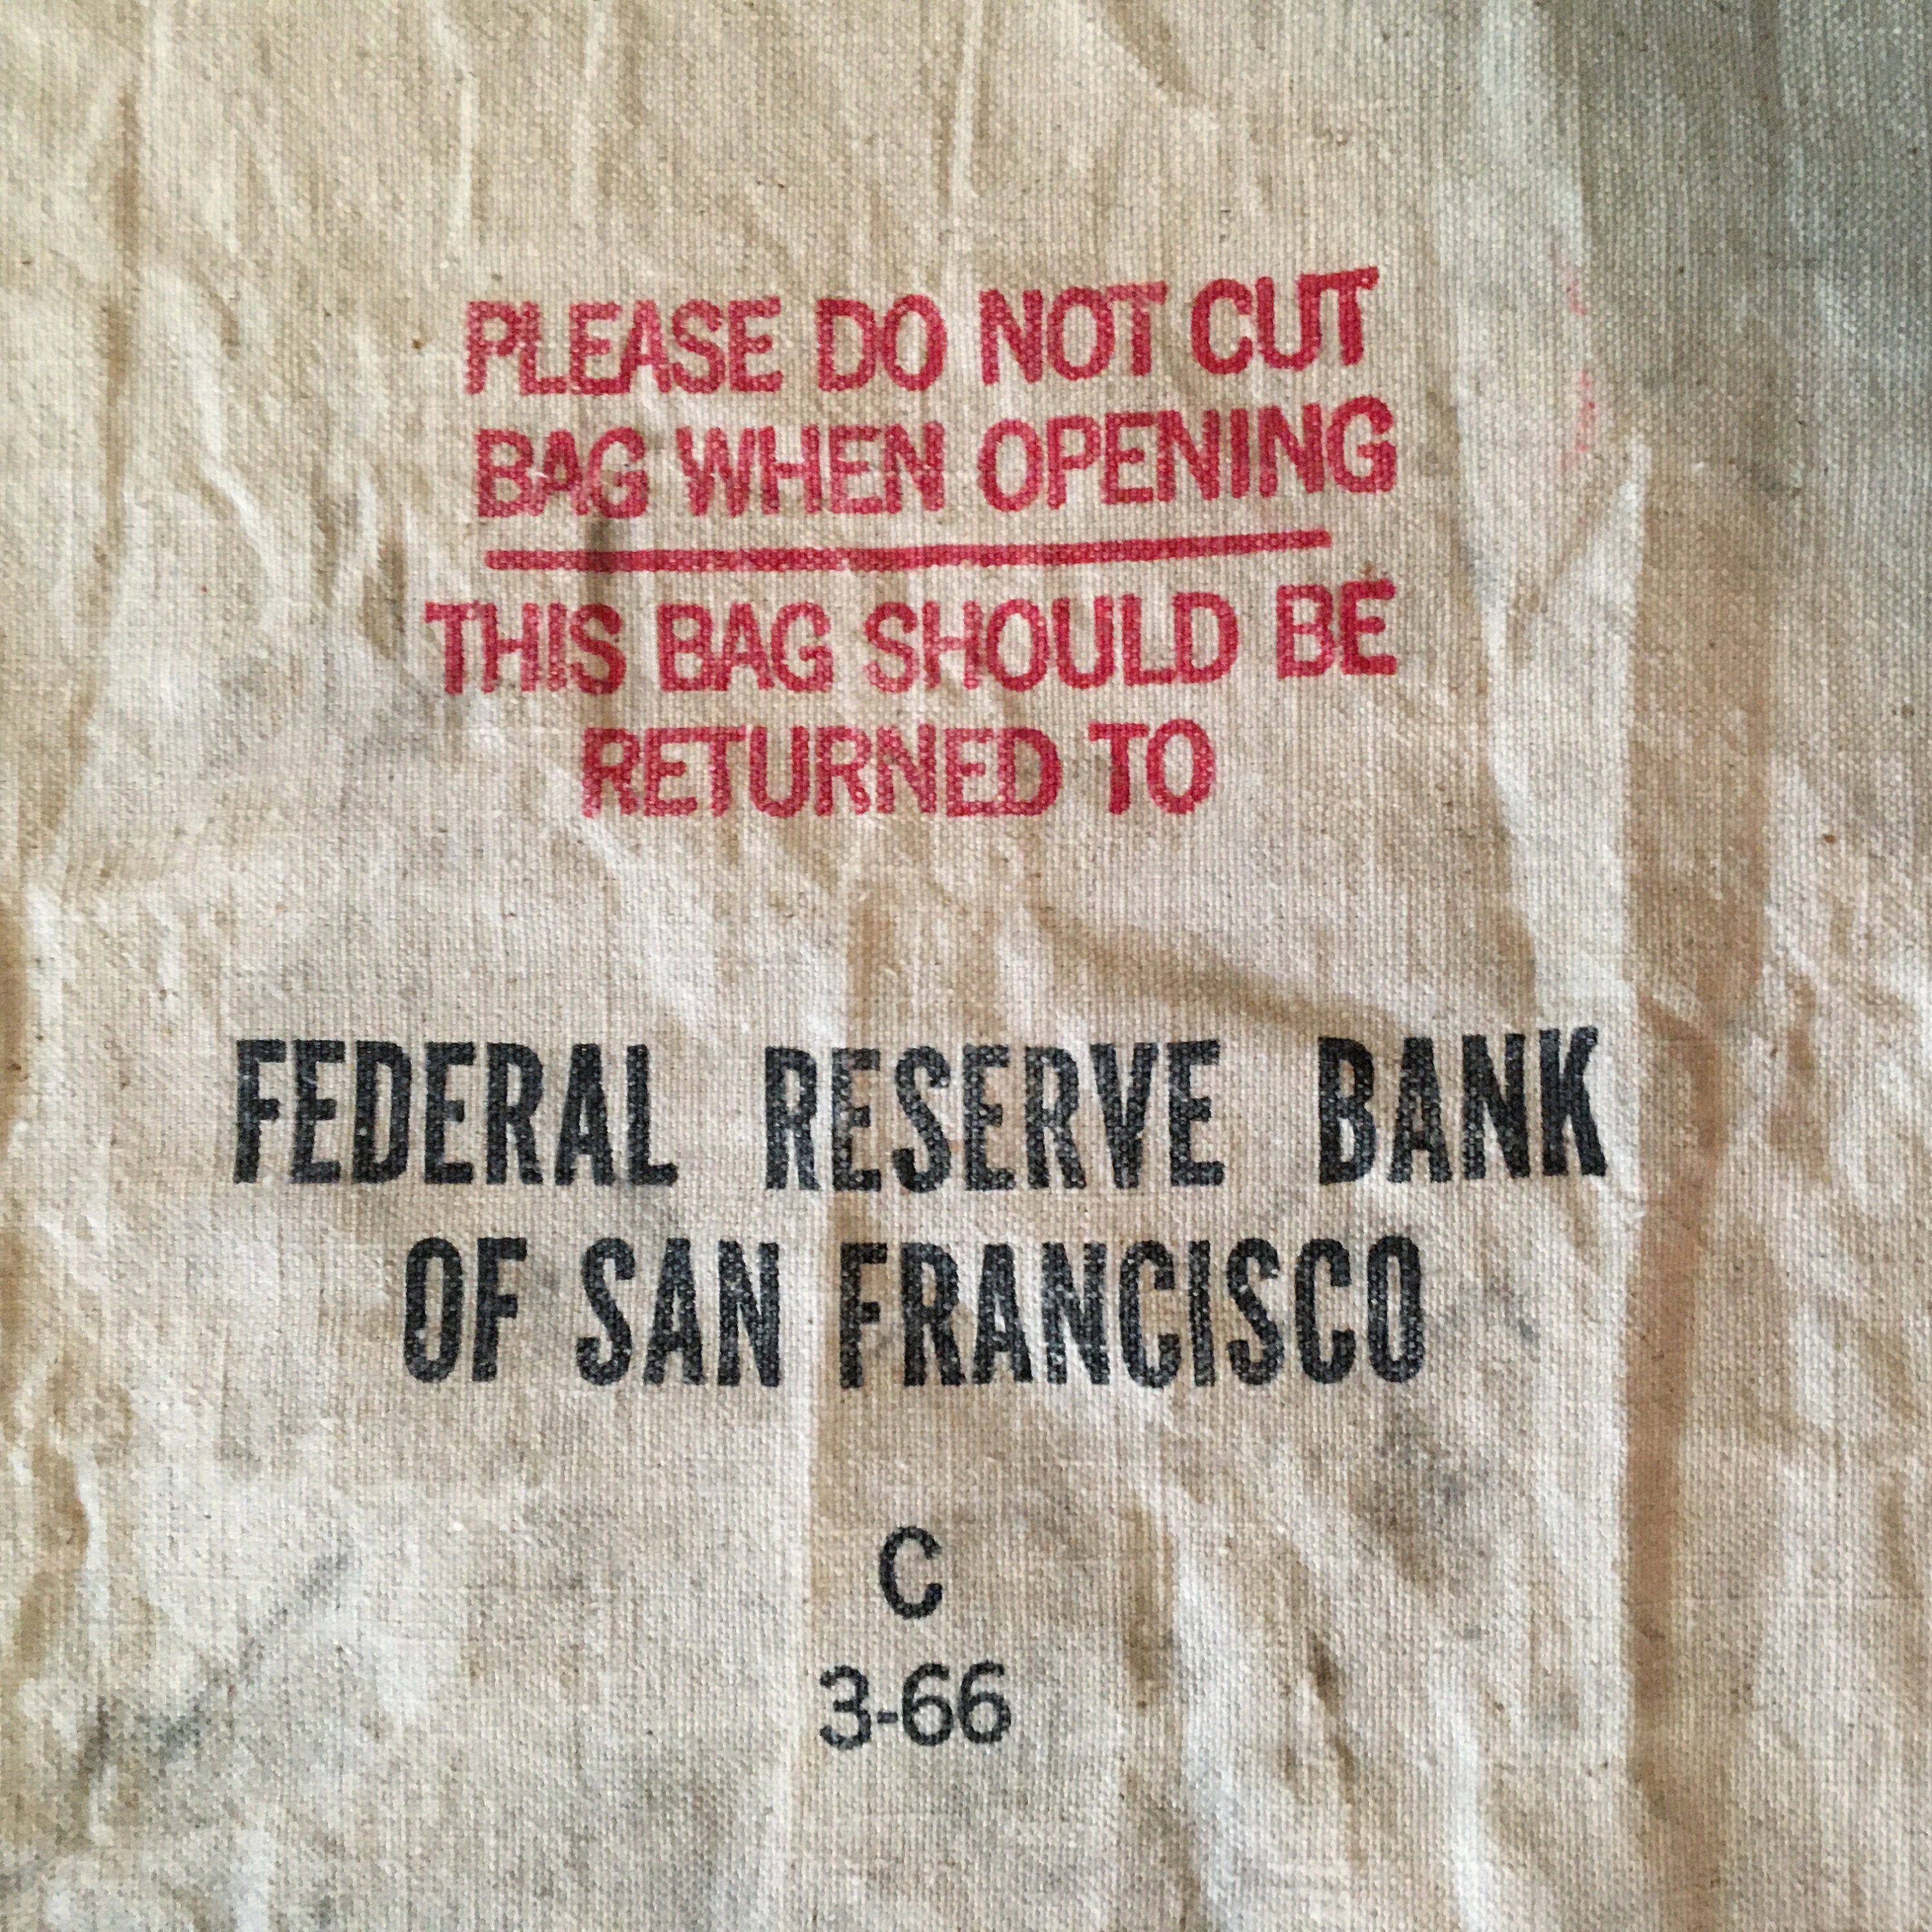 PLEASE DO NOT CUT
BAG WHEN OPENING
THIS BAG SHOULD BE
RETURNED TO
FEDERAL RESERVE BANK
OF SAN FRANCISCO
C
3-66